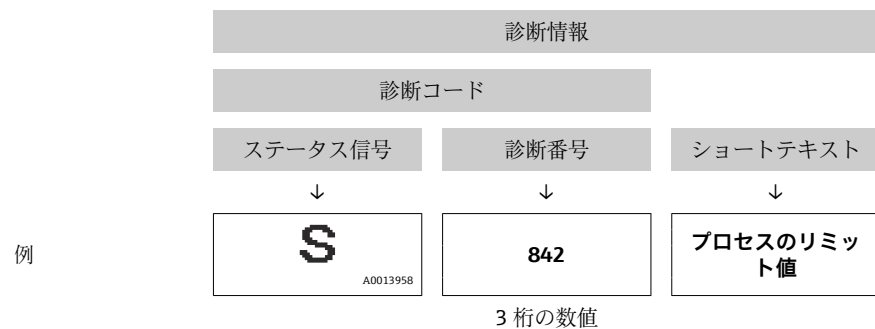 診断情報
診断コード
ステータス信号
診断番号
ショートテキスト
↓
↓
↓
例
S
A0013958
842
プロセスのリミッ
ト値
3 桁の数値